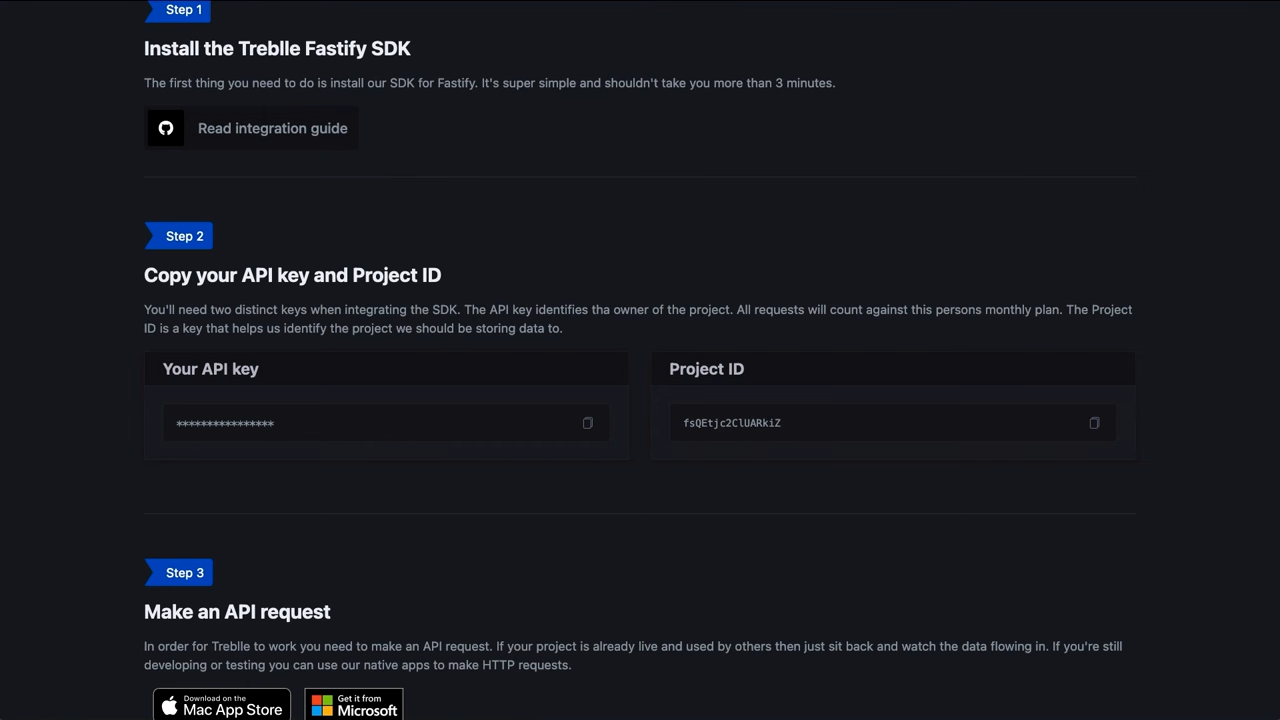 Step 1
Install the Treblle Fastify SDK
The first thing you need to do is install our SDK for Fastify. It's super simple and shouldn't take you more than 3 minutes.
Read integration guide
Step 2
Copy your API key and Project ID
You'll need two distinct keys when integrating the SDK. The API key identifies tha owner of the project. All requests will count against this persons monthly plan. The Project
ID is a key that helps us identify the project we should be storing data to.
Your API key
Project ID
****************
fsQEtjc2ClUARkiZ
Step 3
Make an API request
In order for Treblle to work you need to make an API request. If your project is already live and used by others then just sit back and watch the data flowing in. If you're still
developing or testing you can use our native apps to make HTTP requests.
Download on the
Mac App Store
Get it from
Microsoft